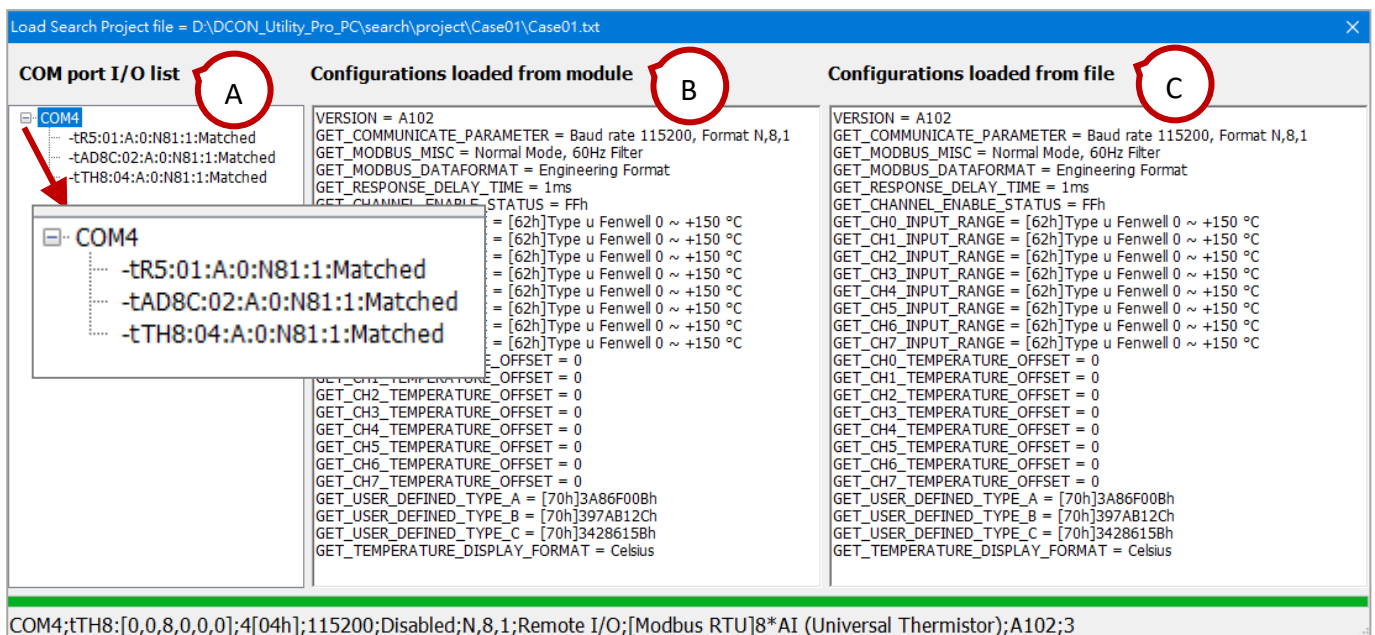 Load Search Project file = D:\DCON_Utility_Pro_PC\search\project\Case01\Case01.txt
COM port I/O list
A
COM4
-tR5:01:A:0:N81:1:Matched
-tAD8C:02:A:0:N81:1:Matched
-tTH8:04:A:0:N81:1:Matched
COM4
-tR5:01:A:0:N81:1:Matched
-tAD8C:02:A:0:N81:1:Matched
-tTH8:04:A:0:N81:1:Matched
Configurations loaded from module
B
VERSION = A102
GET_COMMUNICATE_PARAMETER = Baud rate 115200, Format N,8,1
GET_MODBUS_MISC = Normal Mode, 60Hz Filter
GET_MODBUS_DATAFORMAT = Engineering Format
GET_RESPONSE_DELAY_TIME = 1ms
GET_CHANNEL_ENABLE_STATUS = FFh
= [62h]Type u Fenwell 0 ~ +150 °C
= [62h]Type u Fenwell 0 ~ +150 °C
= [62h]Type u Fenwell 0 ~ +150 °C
= [62h]Type u Fenwell 0 ~ +150 °C
= [62h]Type u Fenwell 0 ~ +150 °C
= [62h]Type u Fenwell 0 ~ +150 °C
= [62h]Type u Fenwell 0 ~ +150 °C
= [62h]Type u Fenwell 0 ~ +150 °C
_OFFSET = 0
GET_CH1_TEMPERATURE_OFFSET = 0
GET_CH2_TEMPERATURE_OFFSET = 0
GET_CH3_TEMPERATURE_OFFSET = 0
GET_CH4_TEMPERATURE_OFFSET = 0
GET_CH5_TEMPERATURE_OFFSET = 0
GET_CH6_TEMPERATURE_OFFSET = 0
GET_CH7_TEMPERATURE_OFFSET = 0
GET_USER_DEFINED_TYPE_A = [70h]3A86F00Bh
GET_USER_DEFINED_TYPE_B = [70h]397AB12Ch
GET_USER_DEFINED_TYPE_C = [70h]3428615Bh
GET_TEMPERATURE_DISPLAY_FORMAT = Celsius
Configurations loaded from file
C
VERSION = A102
GET_COMMUNICATE_PARAMETER = Baud rate 115200, Format N,8,1
GET_MODBUS_MISC = Normal Mode, 60Hz Filter
GET_MODBUS_DATAFORMAT = Engineering Format
GET_RESPONSE_DELAY_TIME = 1ms
GET_CHANNEL_ENABLE_STATUS = FFh
GET_CH0_INPUT_RANGE = [62h]Type u Fenwell 0 ~ +150 °C
GET_CH1_INPUT_RANGE = [62h]Type u Fenwell 0 ~ +150 °C
GET_CH2_INPUT_RANGE = [62h]Type u Fenwell 0 ~ +150 °C
GET_CH3_INPUT_RANGE = [62h]Type u Fenwell 0 ~ +150 °C
GET_CH4_INPUT_RANGE = [62h]Type u Fenwell 0 ~ +150 °C
GET_CH5_INPUT_RANGE = [62h]Type u Fenwell 0 ~ +150 °C
GET_CH6_INPUT_RANGE = [62h]Type u Fenwell 0 ~ +150 °C
GET_CH7_INPUT_RANGE = [62h]Type u Fenwell 0 ~ +150 °C
GET_CH0_TEMPERATURE_OFFSET = 0
GET_CH1_TEMPERATURE_OFFSET = 0
GET_CH2_TEMPERATURE_OFFSET = 0
GET_CH3_TEMPERATURE_OFFSET = 0
GET_CH4_TEMPERATURE_OFFSET = 0
GET_CH5_TEMPERATURE_OFFSET = 0
GET_CH6_TEMPERATURE_OFFSET = 0
GET_CH7_TEMPERATURE_OFFSET = 0
GET_USER_DEFINED_TYPE_A = [70h]3A86F00Bh
GET_USER_DEFINED_TYPE_B = [70h]397AB12Ch
GET_USER_DEFINED_TYPE_C = [70h]3428615Bh
GET_TEMPERATURE_DISPLAY_FORMAT = Celsius
COM4;tTH8:[0,0,8,0,0,0];4[04h];115200;Disabled;N,8,1;Remote I/O;[Modbus RTU]8*AI (Universal Thermistor);A102;3